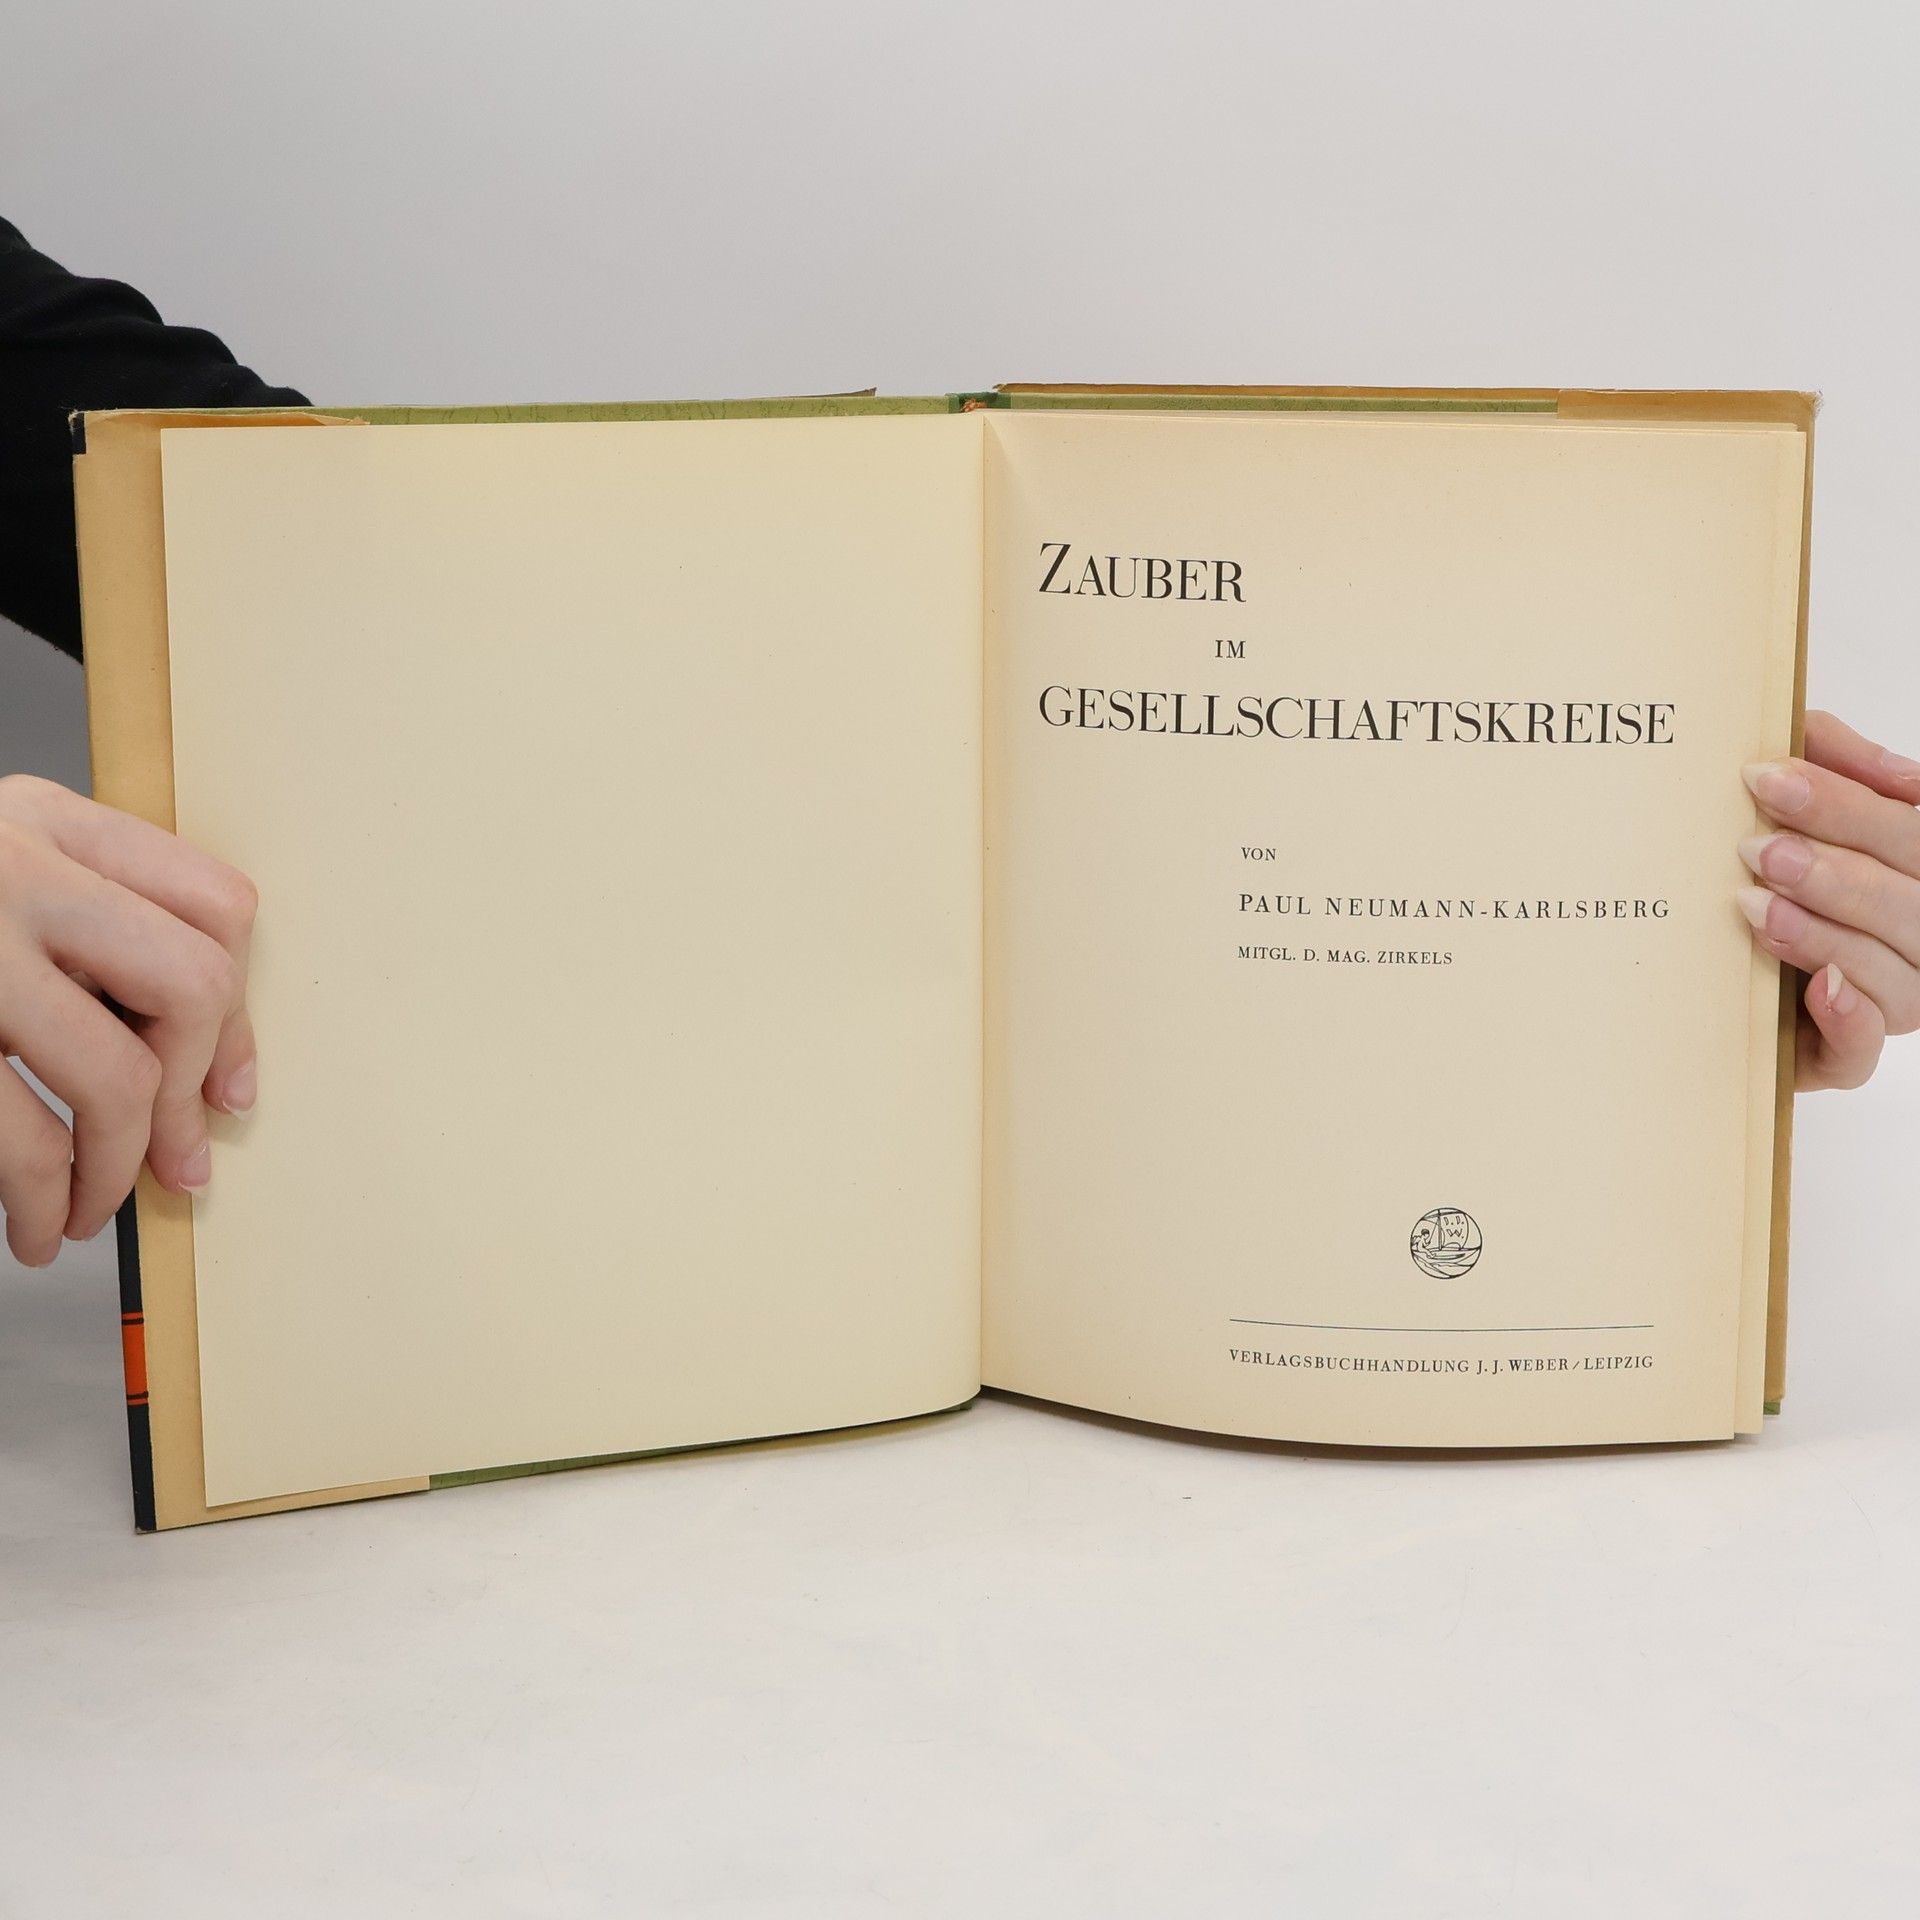 ZAUBER
IM
GESELLSCHAFTSKREISE
VON
PAUL NEUMANN-KARLSBERG
MITGL. D. MAG. ZIRKELS
J.J.
W.
VERLAGSBUCHHANDLUNG J. J. WEBER / LEIPZIG